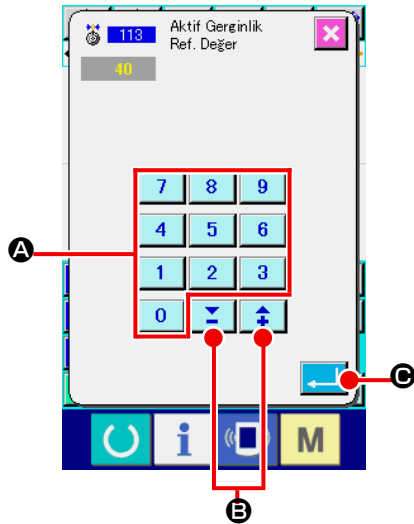 113 Aktif Gerginlik
Ref. Değer
40
7 8 9
A
4 5 6
1 2 3
0
C
i M
B